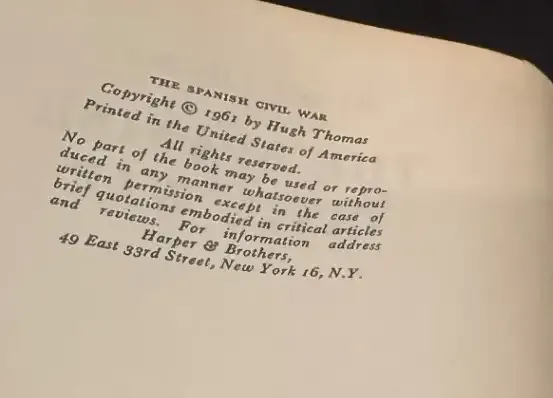 THE SPANISH CIVIL WAR
Copyright © 1961 by Hugh Thomas
Printed in the United States of America
All rights reserved.
No part of the book may be used or repro-
duced in any manner whatsoever without
written permission except in the case of
brief quotations embodied in critical articles
and reviews. For information address
Harper & Brothers,
49 East 33rd Street, New York 16, N.Y.